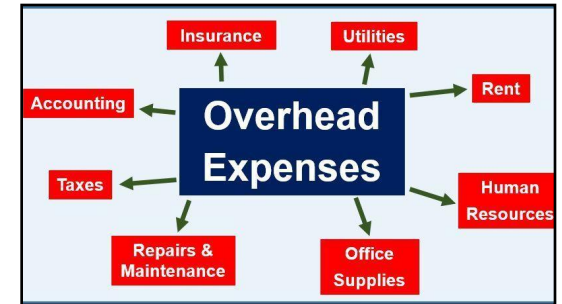 Insurance
Utilities
Accounting
Rent
Overhead
Expenses
Taxes
Human
Resources
Repairs &
Maintenance
Office
Supplies